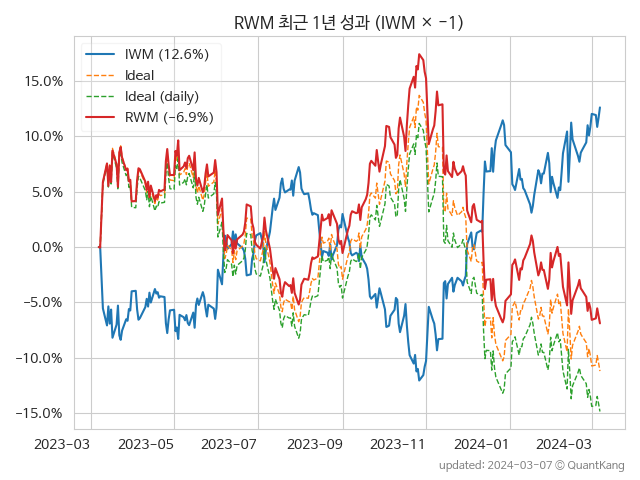 RWM 최근 1년 성과 (IWM × −1)
IWM (12.6%)
Ideal
Ideal (daily)
RWM (−6.9%)
15.0%
10.0%
5.0%
0.0%
−5.0%
−10.0%
−15.0%
2023-03 2023-05 2023-07 2023-09 2023-11 2024-01 2024-03
updated: 2024-03-07 © QuantKang